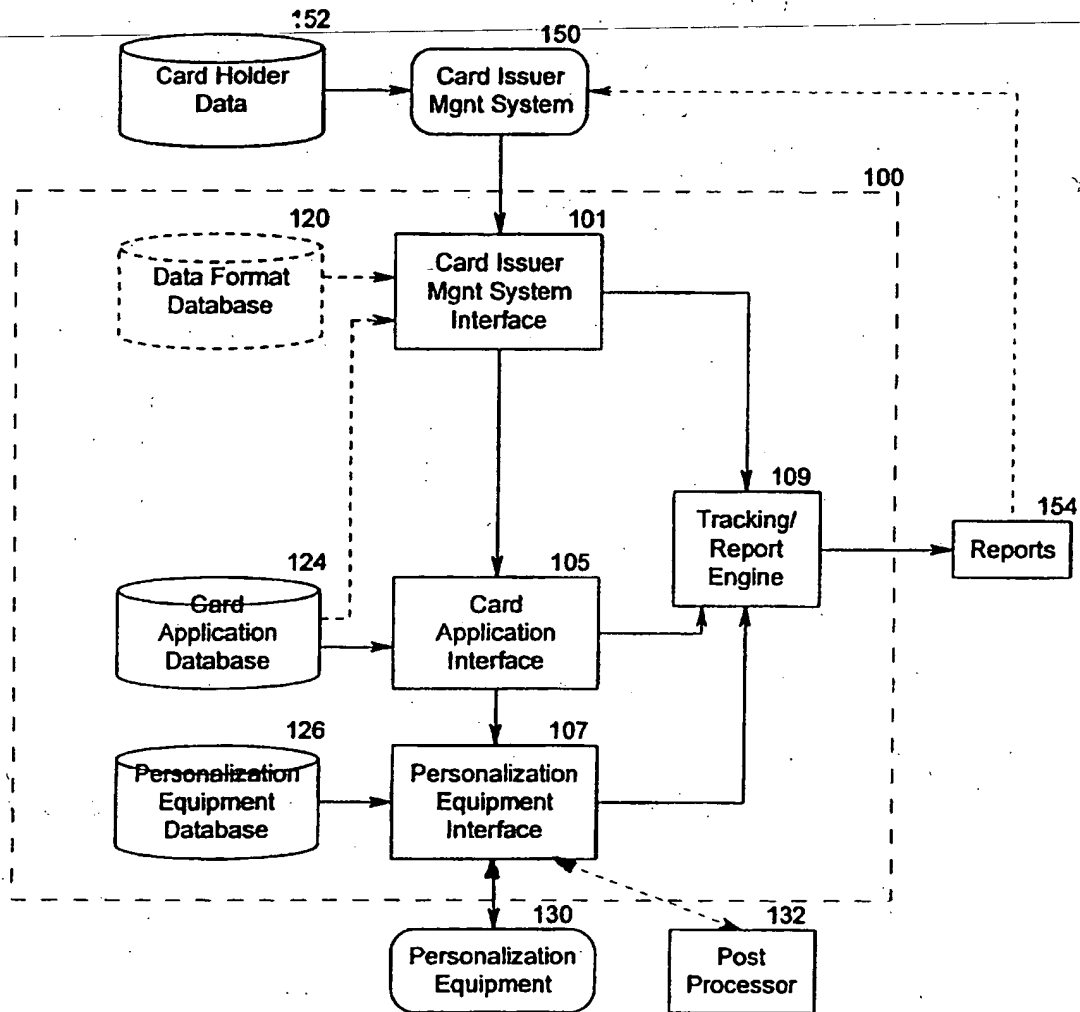 152
Card Holder
Data
150
Card Issuer
Mgnt System
100
120
Data Format
Database
101
Card Issuer
Mgnt System
Interface
109
Tracking/
Report
Engine
154
Reports
124
Card
Application
Database
105
Card
Application
Interface
126
Personalization
Equipment
Database
107
Personalization
Equipment
Interface
130
Personalization
Equipment
132
Post
Processor